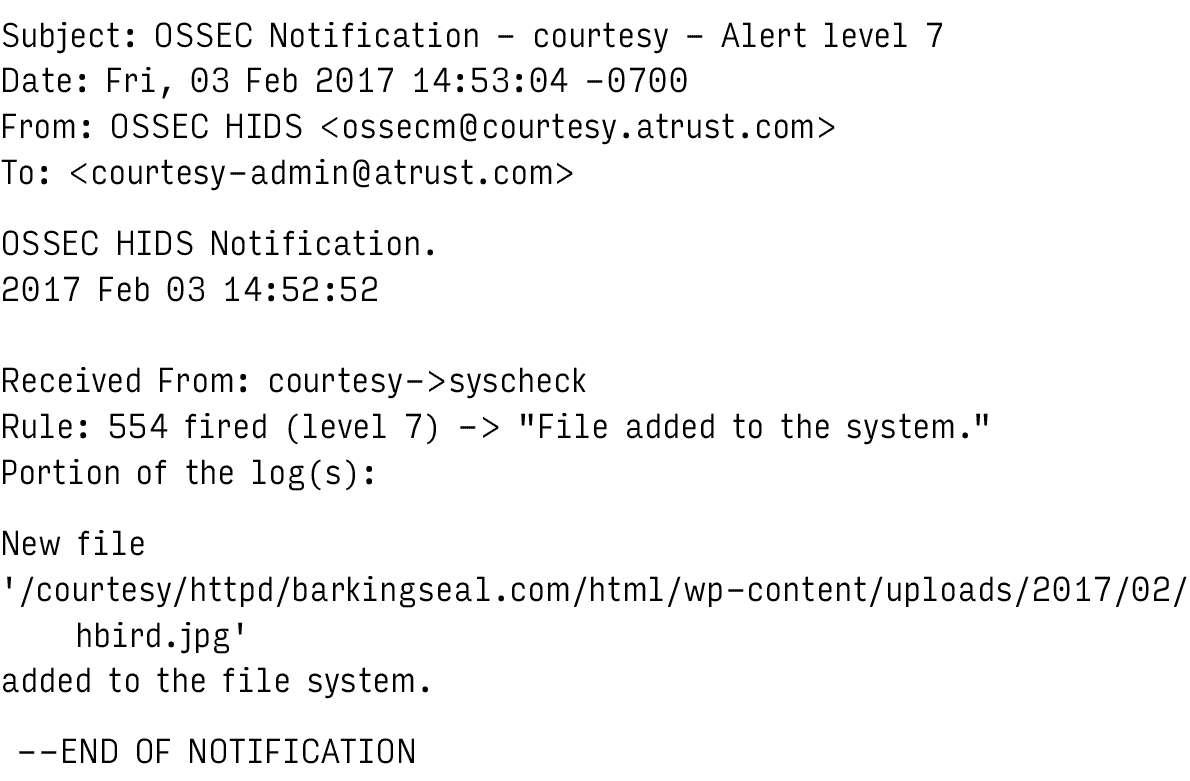 Subject: OSSEC Notification - courtesy - Alert level 7
Date: Fri, 03 Feb 2017 14:53:04 -0700
From: OSSEC HIDS <ossecm@courtesy.atrust.com>
To: <courtesy-admin@atrust.com>
OSSEC HIDS Notification.
2017 Feb 03 14:52:52
Received From: courtesy->syscheck
Rule: 554 fired (level 7) -> "File added to the system."
Portion of the log(s):
New file
'/courtesy/httpd/barkingseal.com/html/wp-content/uploads/2017/02/
hbird.jpg'
added to the file system.
--END OF NOTIFICATION